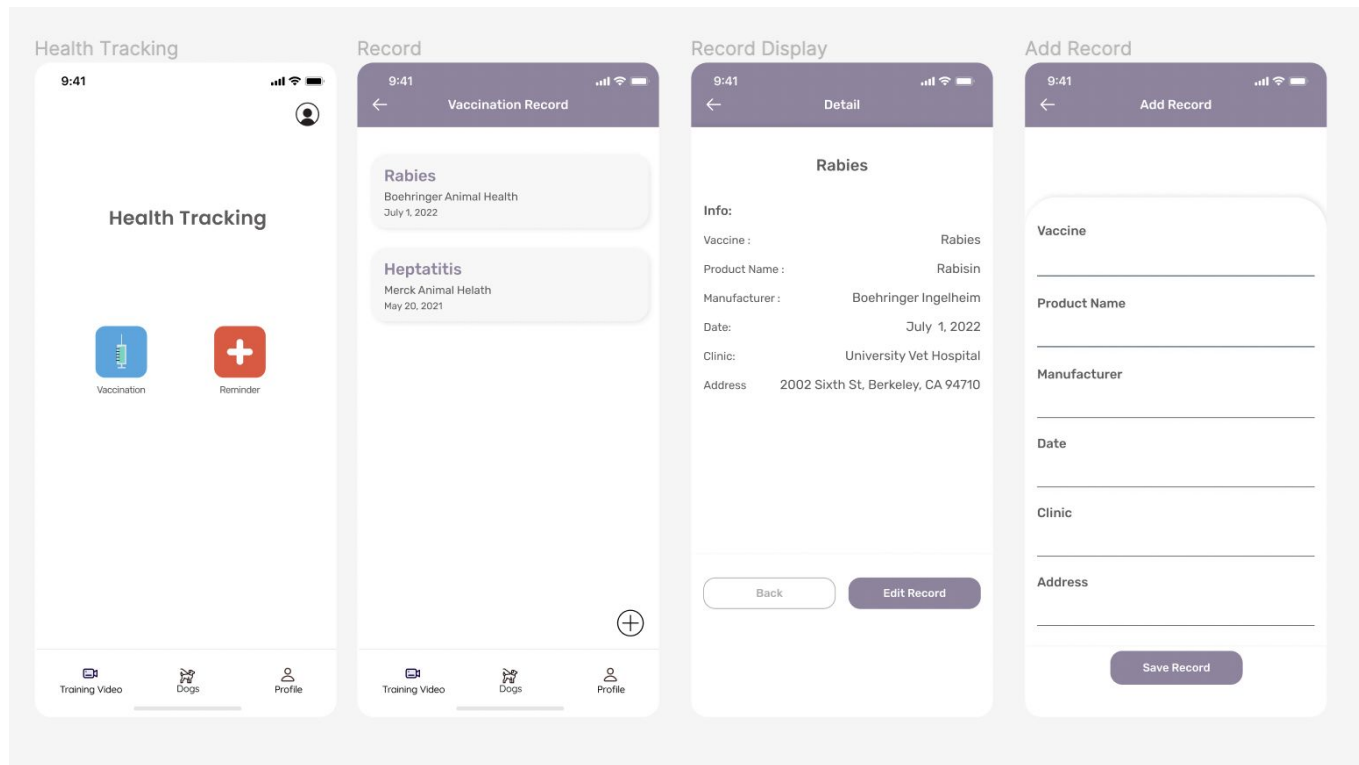 Health Tracking
9:41
Health Tracking
Vaccination
Reminder
Training Video
Dogs
Profile
Record
9:41
Vaccination Record
Rabies
Boehringer Animal Health
July 1, 2022
Heptatitis
Merck Animal Helath
May 20, 2021
Training Video
Dogs
Profile
Record Display
9:41
Detail
Rabies
Info:
Vaccine : Rabies
Product Name : Rabisin
Manufacturer : Boehringer Ingelheim
Date: July 1, 2022
Clinic: University Vet Hospital
Address 2002 Sixth St, Berkeley, CA 94710
Back
Edit Record
Add Record
9:41
Add Record
Vaccine
Product Name
Manufacturer
Date
Clinic
Address
Save Record